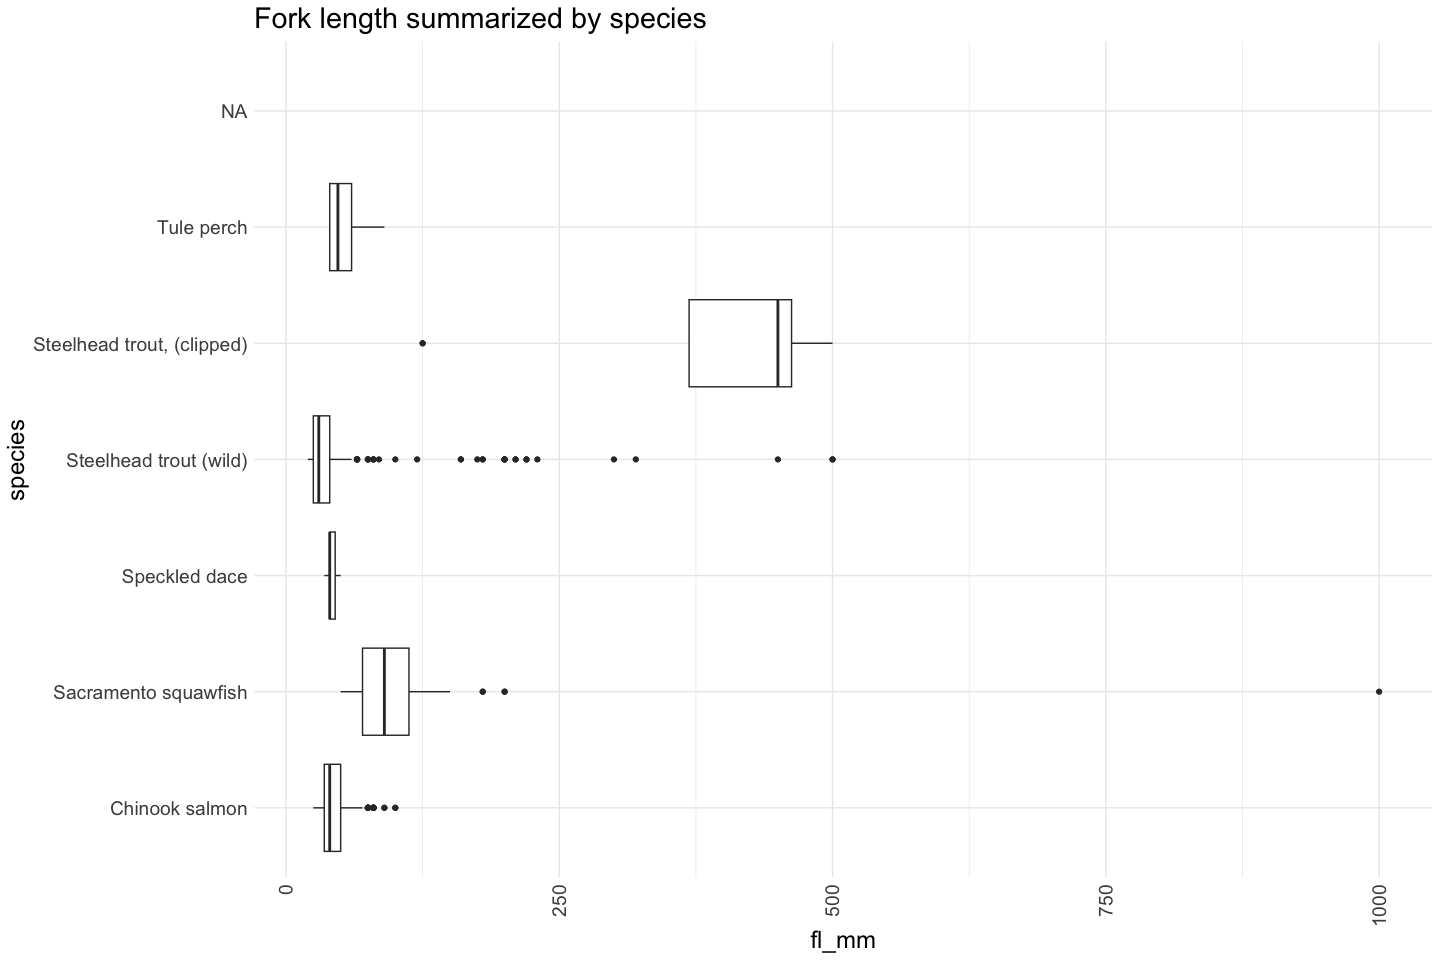 Fork length summarized by species
NA
Tule perch
Steelhead trout, (clipped)
Steelhead trout (wild)
Speckled dace
Sacramento squawfish
Chinook salmon
species
0
250
500
750
1000
fl_mm